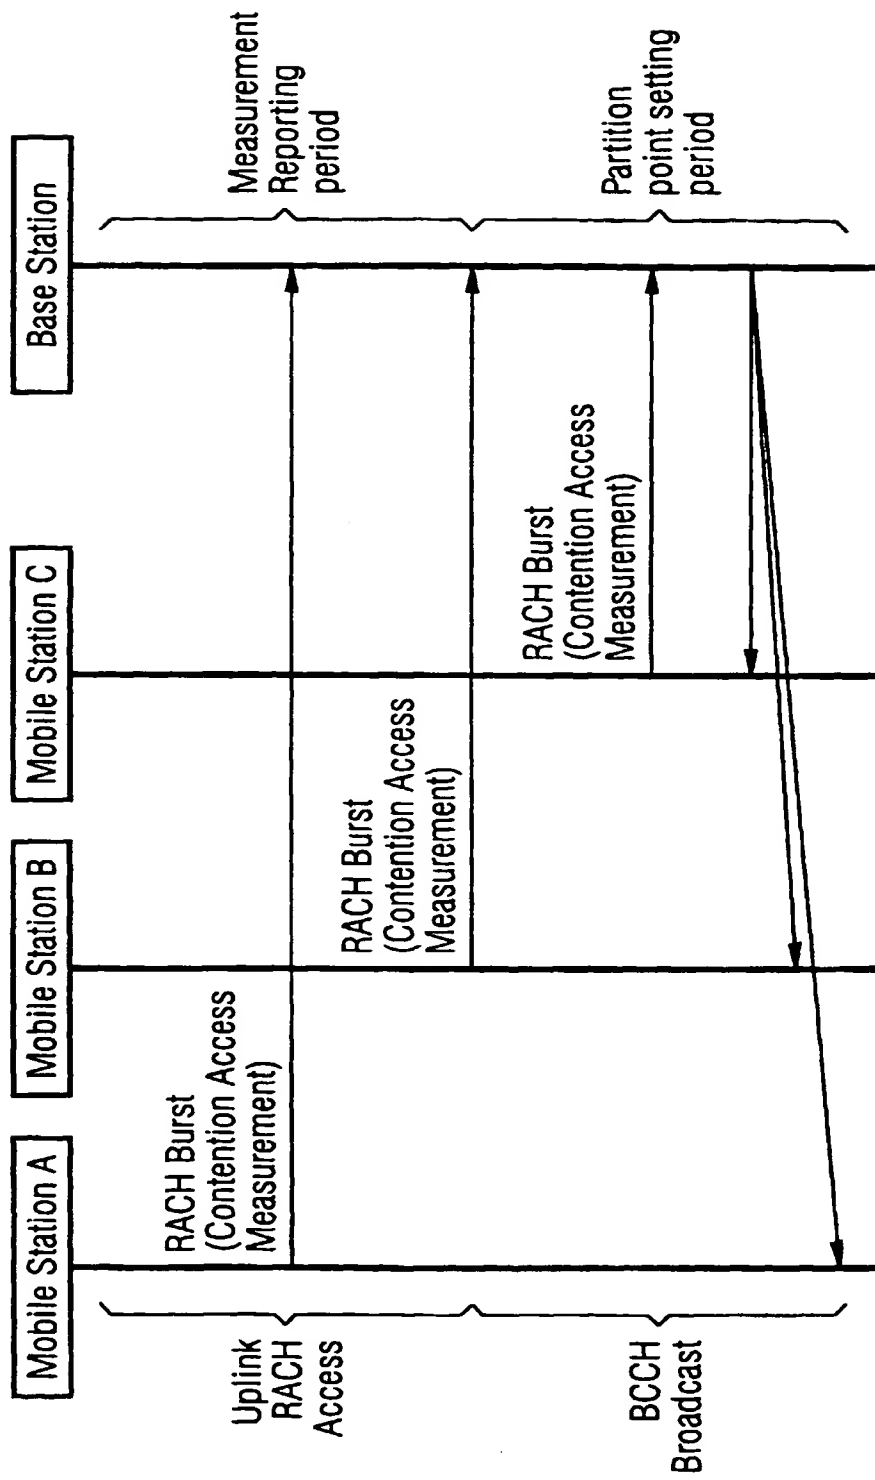 Mobile Station A
Mobile Station B
Mobile Station C
Base Station
Uplink
RACH
Access
RACH Burst
(Contention Access
Measurement)
Measurement
Reporting
period
RACH Burst
(Contention Access
Measurement)
RACH Burst
(Contention Access
Measurement)
BCCH
Broadcast
Partition
point setting
period